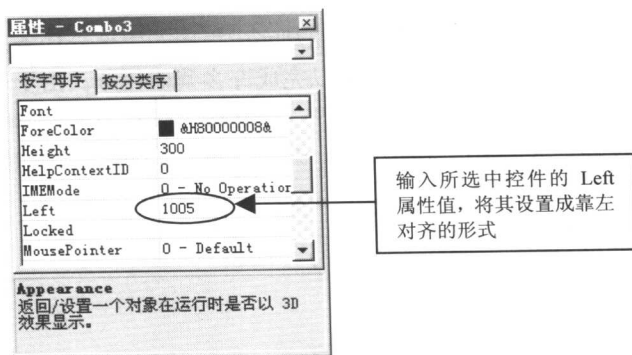 属性 - Combo3
按字母序 按分类序
Font
ForeColor &H80000008&
Height 300
HelpContextID 0
IMEMode 0 - No Operation
Left 1005
Locked
MousePointer 0 - Default
Appearance
返回/设置一个对象在运行时是否以 3D
效果显示。
输入所选中控件的 Left
属性值，将其设置成靠左
对齐的形式